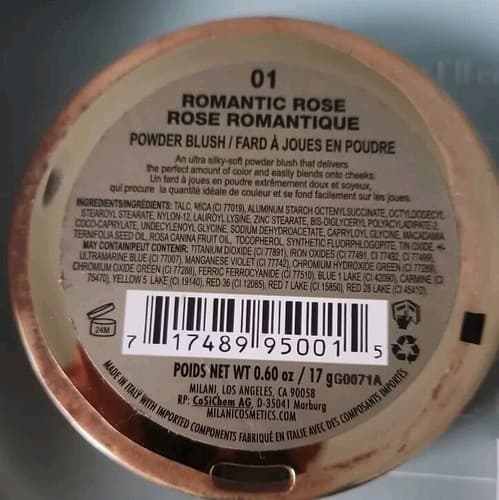 01
ROMANTIC ROSE
ROSE ROMANTIQUE
POWDER BLUSH / FARD À JOUES EN POUDRE
An ultra silky-soft powder blush that delivers
the perfect amount of color and easily blends onto cheeks.
Un fard à joues en poudre extrêmement doux et soyeux,
qui procure la quantité idéale de couleur et se fond facilement sur les joues.
INGREDIENTS/INGRÉDIENTS: TALC, MICA (CI 77019), ALUMINUM STARCH OCTENYLSUCCINATE, OCTYLDODECYL
STEAROYL STEARATE, NYLON-12, LAUROYL LYSINE, ZINC STEARATE, BIS-DIGLYCERYL POLYACYLADIPATE-2,
COCO-CAPRYLATE, UNDECYLENOYL GLYCINE, SODIUM DEHYDROACETATE, CAPRYLOYL GLYCINE, MACADAMIA
TERNIFOLIA SEED OIL, ROSA CANINA FRUIT OIL, TOCOPHEROL, SYNTHETIC FLUORPHLOGOPITE, TIN OXIDE. +/-
MAY CONTAIN/PEUT CONTENIR: TITANIUM DIOXIDE (CI 77891), IRON OXIDES (CI 77491, CI 77492, CI 77499),
ULTRAMARINE BLUE (CI 77007), MANGANESE VIOLET (CI 77742), CHROMIUM HYDROXIDE GREEN (CI 77289),
CHROMIUM OXIDE GREEN (CI 77288), FERRIC FERROCYANIDE (CI 77510), BLUE 1 LAKE (CI 42090), CARMINE (CI
75470), YELLOW 5 LAKE (CI 19140), RED 36 (CI 12085), RED 7 LAKE (CI 15850), RED 28 LAKE (CI 45410).
24M
7 17489 95001 5
POIDS NET WT 0.60 oz / 17 g G0071A
MILANI, LOS ANGELES, CA 90058
RP: CoSiChem AG, D-35041 Marburg
MILANICOSMETICS.COM
MADE IN ITALY WITH IMPORTED COMPONENTS FABRIQUÉ EN ITALIE AVEC DES COMPOSANTS IMPORTÉS